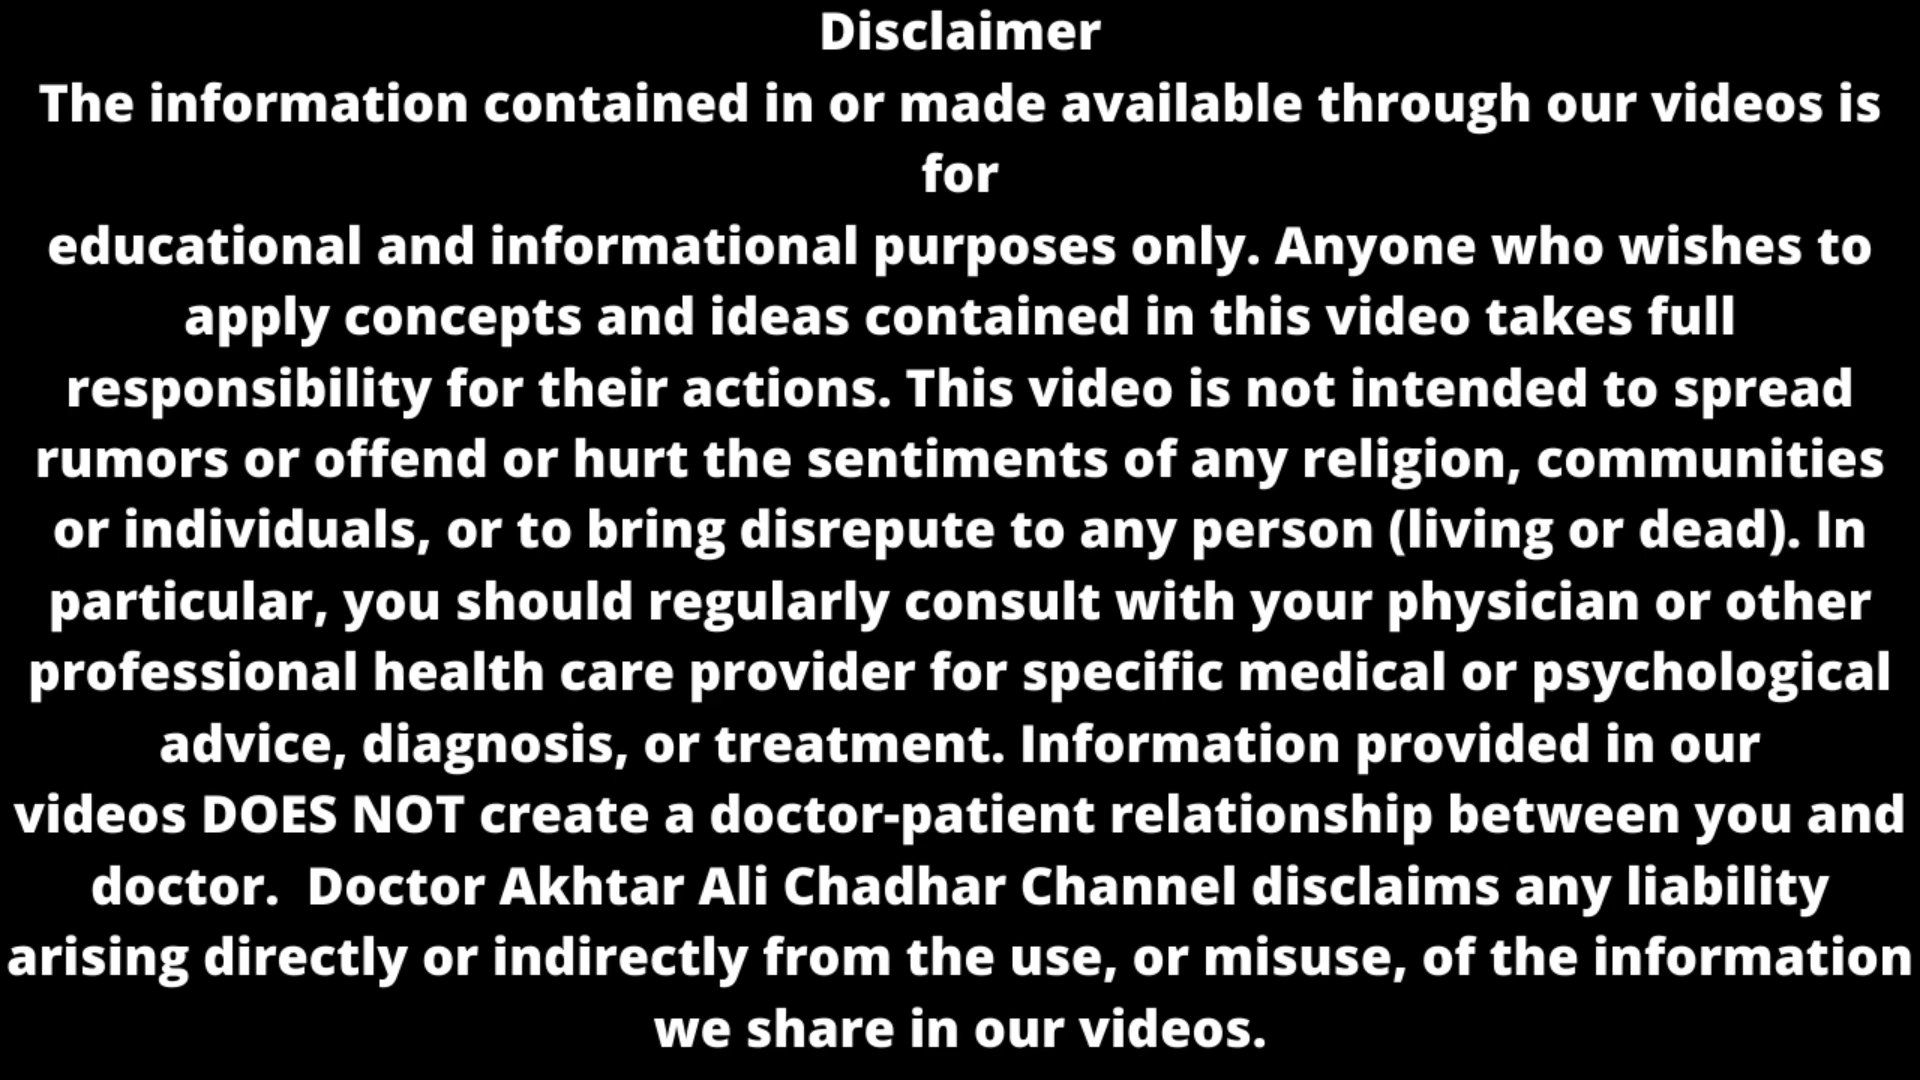 Disclaimer
The information contained in or made available through our videos is
for
educational and informational purposes only. Anyone who wishes to
apply concepts and ideas contained in this video takes full
responsibility for their actions. This video is not intended to spread
rumors or offend or hurt the sentiments of any religion, communities
or individuals, or to bring disrepute to any person (living or dead). In
particular, you should regularly consult with your physician or other
professional health care provider for specific medical or psychological
advice, diagnosis, or treatment. Information provided in our
videos DOES NOT create a doctor-patient relationship between you and
doctor.  Doctor Akhtar Ali Chadhar Channel disclaims any liability
arising directly or indirectly from the use, or misuse, of the information
we share in our videos.